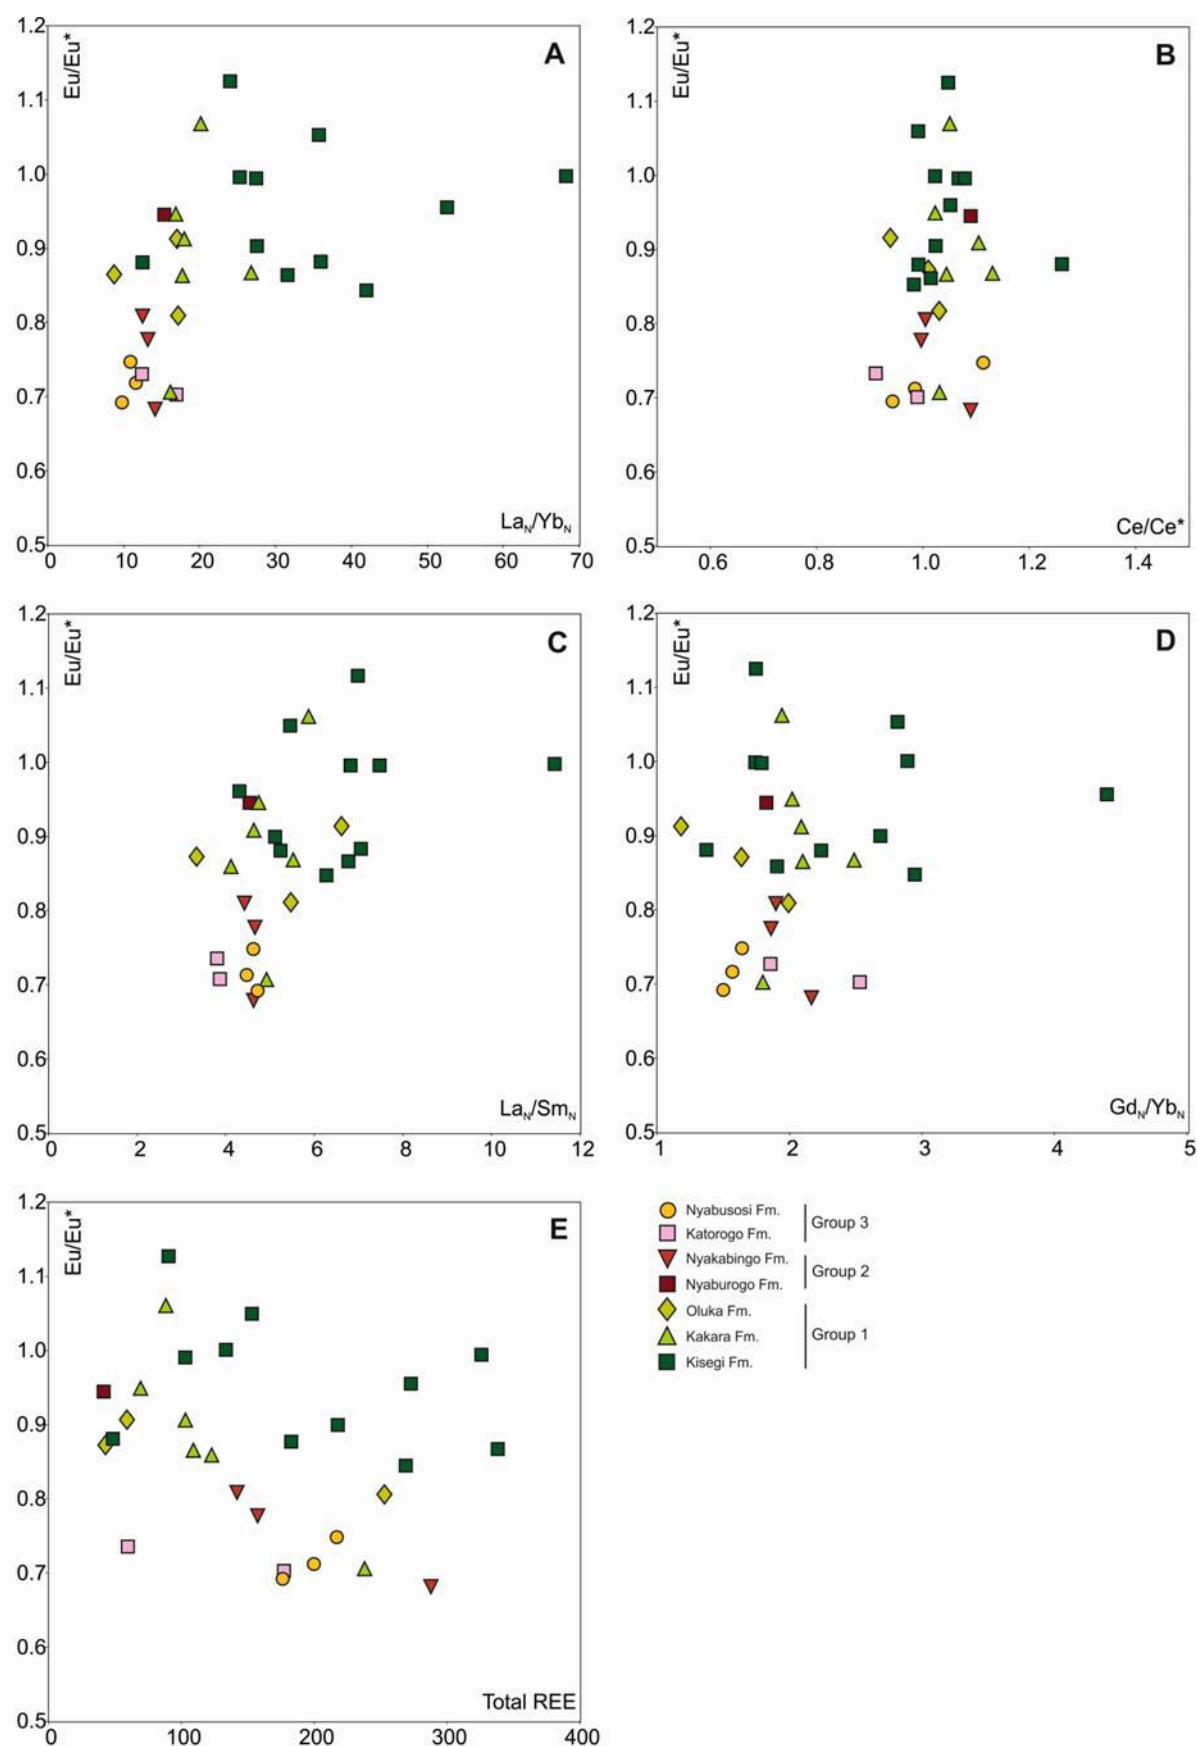 A
Eu/Eu*
1.2
1.1
1.0
0.9
0.8
0.7
0.6
0.5
0 10 20 30 40 50 60 70
LaN/YbN
B
Eu/Eu*
1.2
1.1
1.0
0.9
0.8
0.7
0.6
0.5
0.6 0.8 1.0 1.2 1.4
Ce/Ce*
C
Eu/Eu*
1.2
1.1
1.0
0.9
0.8
0.7
0.6
0.5
0 2 4 6 8 10 12
LaN/SmN
D
Eu/Eu*
1.2
1.1
1.0
0.9
0.8
0.7
0.6
0.5
1 2 3 4 5
GdN/YbN
E
Eu/Eu*
1.2
1.1
1.0
0.9
0.8
0.7
0.6
0.5
0 100 200 300 400
Total REE
Nyabusosi Fm.
Katorogo Fm.
Group 3
Nyakabingo Fm.
Nyaburogo Fm.
Group 2
Oluka Fm.
Kakara Fm.
Kisegi Fm.
Group 1